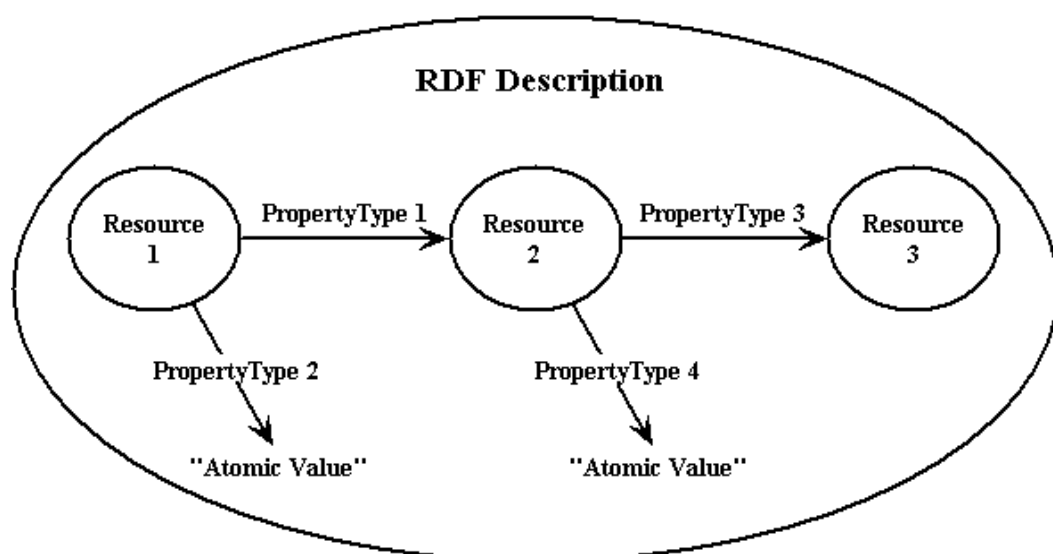 RDF Description
Resource
1
PropertyType 1
Resource
2
PropertyType 3
Resource
3
PropertyType 2
PropertyType 4
"Atomic Value"
"Atomic Value"